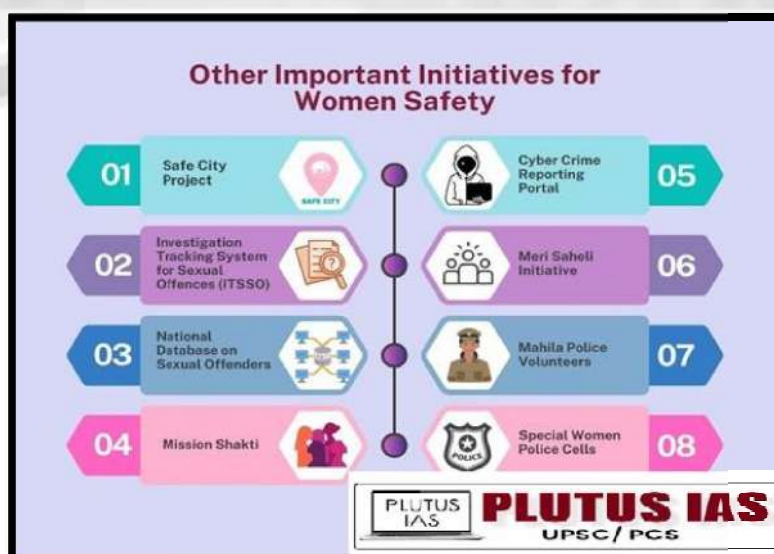 Other Important Initiatives for
Women Safety
01
Safe City
Project
SAFE CITY
02
Investigation
Tracking System
for Sexual
Offences (ITSSO)
03
National
Database on
Sexual Offenders
04
Mission Shakti
Cyber Crime
Reporting
Portal
05
Meri Saheli
Initiative
06
Mahila Police
Volunteers
07
Special Women
Police Cells
08
POLICE
PLUTUS
IAS
PLUTUS IAS
UPSC/PCS